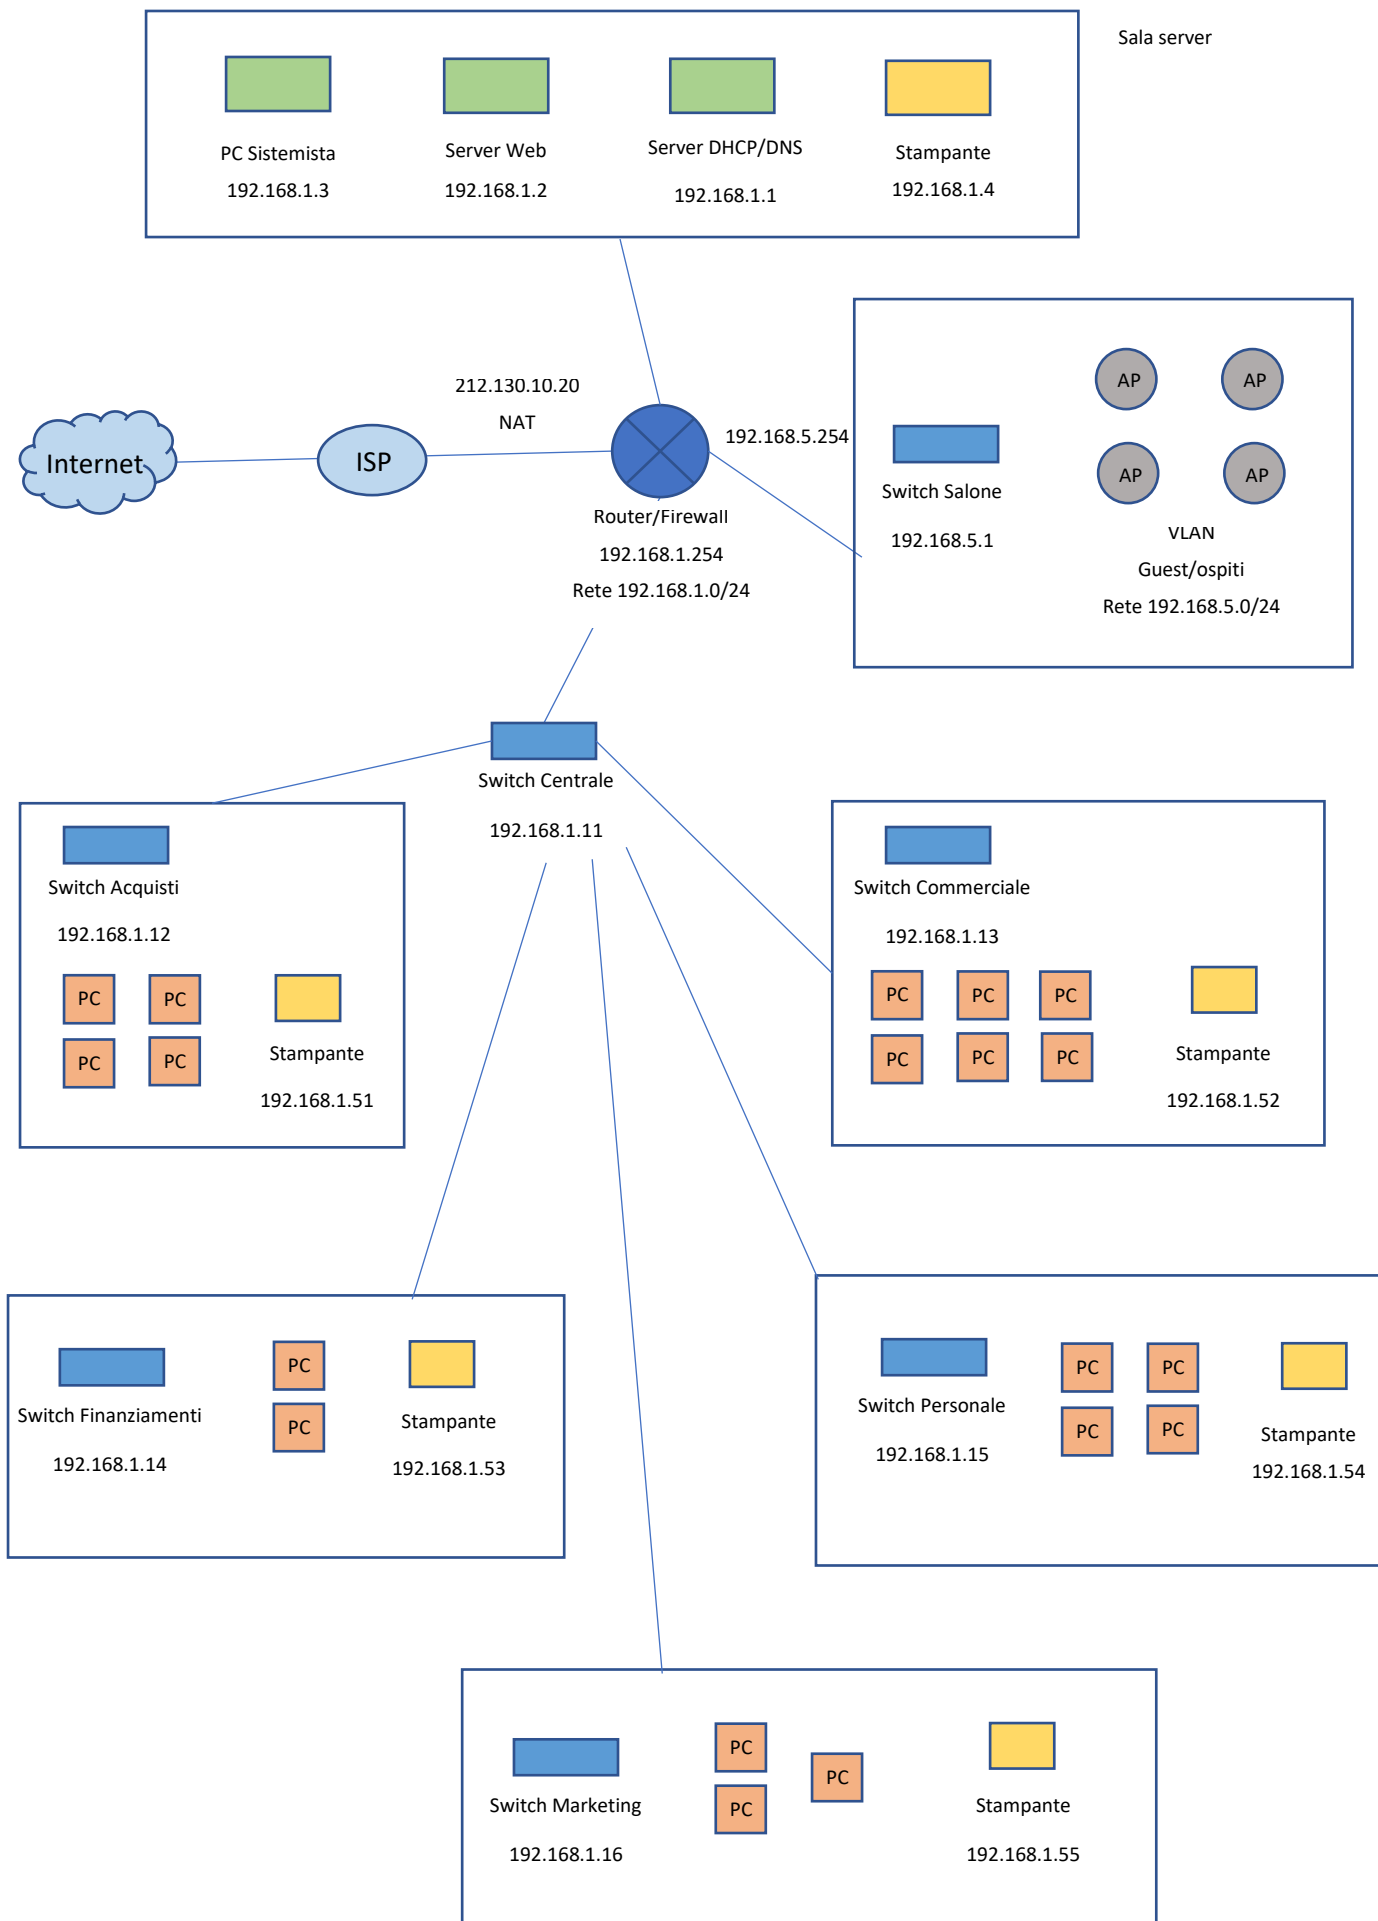 Sala server
PC Sistemista
192.168.1.3
Server Web
192.168.1.2
Server DHCP/DNS
192.168.1.1
Stampante
192.168.1.4
Internet
ISP
212.130.10.20
NAT
Router/Firewall
192.168.1.254
Rete 192.168.1.0/24
192.168.5.254
Switch Salone
192.168.5.1
AP
AP
AP
AP
VLAN
Guest/ospiti
Rete 192.168.5.0/24
Switch Centrale
192.168.1.11
Switch Acquisti
192.168.1.12
PC
PC
PC
PC
Stampante
192.168.1.51
Switch Commerciale
192.168.1.13
PC
PC
PC
PC
PC
PC
Stampante
192.168.1.52
Switch Finanziamenti
192.168.1.14
PC
PC
Stampante
192.168.1.53
Switch Personale
192.168.1.15
PC
PC
PC
PC
Stampante
192.168.1.54
Switch Marketing
192.168.1.16
PC
PC
PC
Stampante
192.168.1.55